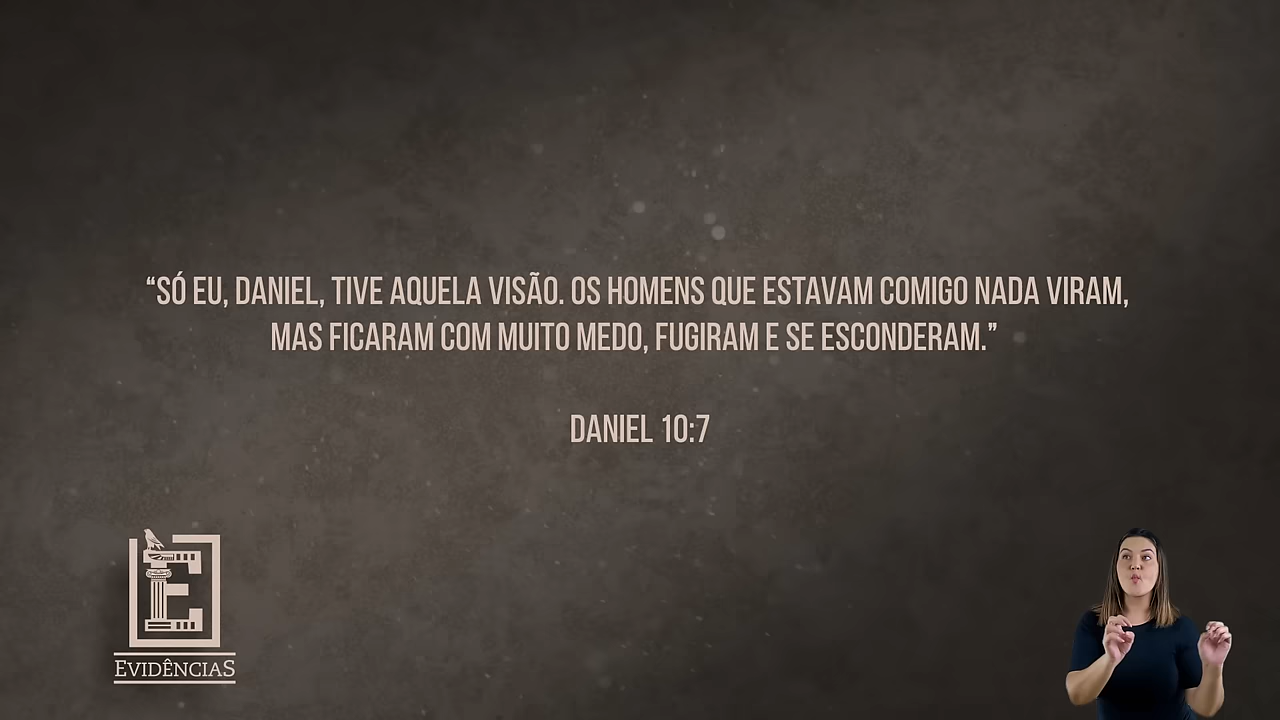 “SÓ EU, DANIEL, TIVE AQUELA VISÃO. OS HOMENS QUE ESTAVAM COMIGO NADA VIRAM,
MAS FICARAM COM MUITO MEDO, FUGIRAM E SE ESCONDERAM.”
DANIEL 10:7
E
EVIDÊNCIAS